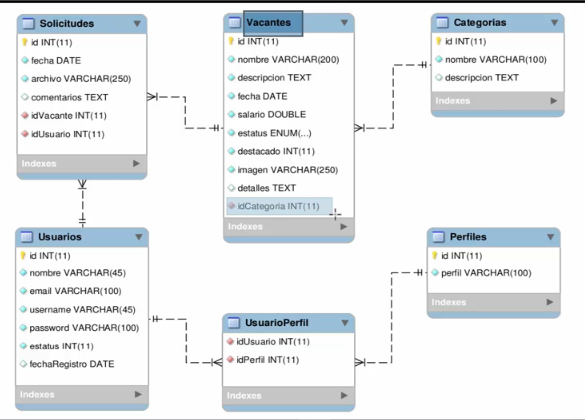 Solicitudes
id INT(11)
fecha DATE
archivo VARCHAR(250)
comentarios TEXT
idVacante INT(11)
idUsuario INT(11)
Indexes
Vacantes
id INT(11)
nombre VARCHAR(200)
descripcion TEXT
fecha DATE
salario DOUBLE
estatus ENUM(...)
destacado INT(11)
imagen VARCHAR(250)
detalles TEXT
idCategoria INT(11)
Indexes
Categorias
id INT(11)
nombre VARCHAR(100)
descripcion TEXT
Indexes
Usuarios
id INT(11)
nombre VARCHAR(45)
email VARCHAR(100)
username VARCHAR(45)
password VARCHAR(100)
estatus INT(11)
fechaRegistro DATE
Indexes
UsuarioPerfil
idUsuario INT(11)
idPerfil INT(11)
Indexes
Perfiles
id INT(11)
perfil VARCHAR(100)
Indexes